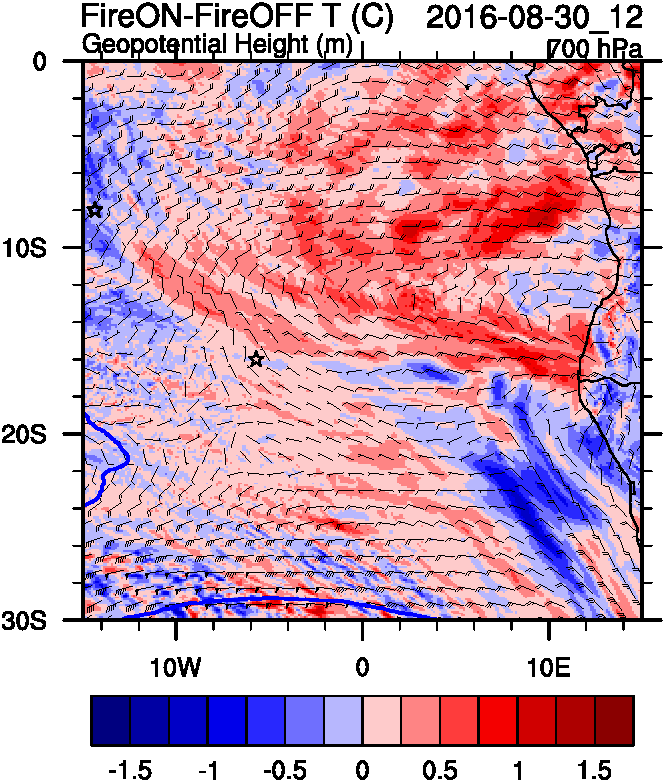 FireON-FireOFF T (C) 2016-08-30_12
Geopotential Height (m) 700 hPa
0
10S
20S
30S
10W 0 10E
-1.5 -1 -0.5 0 0.5 1 1.5